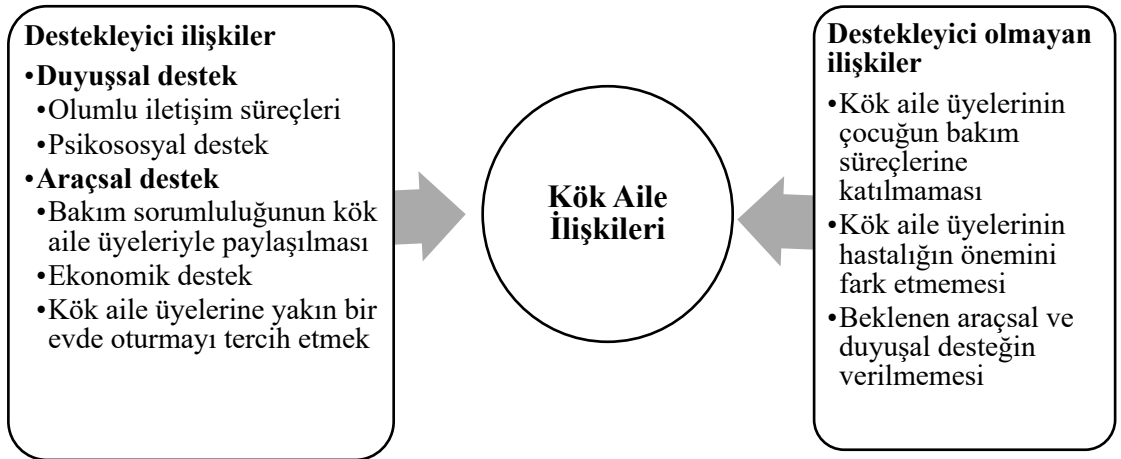 Destekleyici ilişkiler
•Duyuşsal destek
•Olumlu iletişim süreçleri
•Psikososyal destek
•Araçsal destek
•Bakım sorumluluğunun kök
aile üyeleriyle paylaşılması
•Ekonomik destek
•Kök aile üyelerine yakın bir
evde oturmayı tercih etmek
Kök Aile
İlişkileri
Destekleyici olmayan
ilişkiler
•Kök aile üyelerinin
çocuğun bakım
süreçlerine
katılmaması
•Kök aile üyelerinin
hastalığın önemini
fark etmemesi
•Beklenen araçsal ve
duyuşal desteğin
verilmemesi